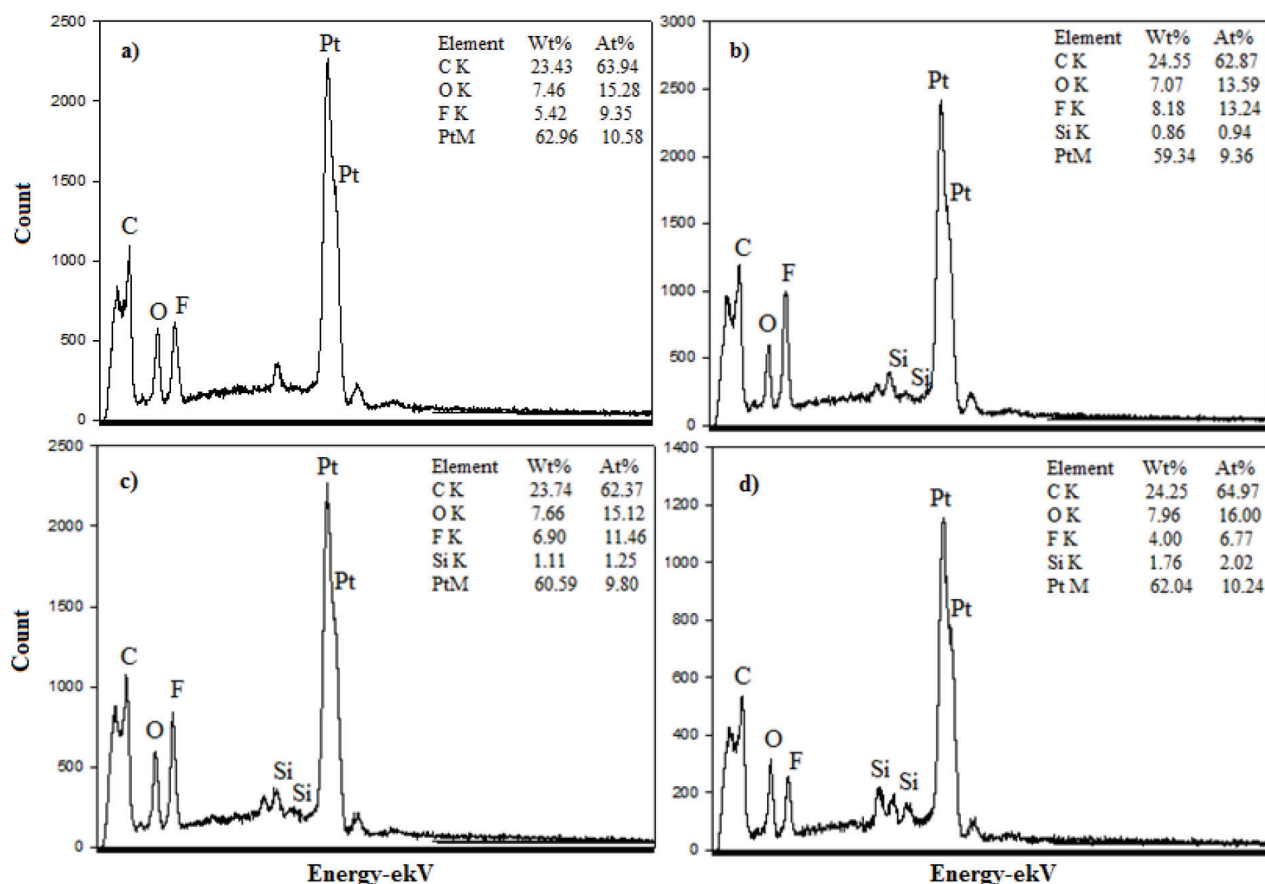 a)
Element Wt% At%
C K 23.43 63.94
O K 7.46 15.28
F K 5.42 9.35
PtM 62.96 10.58
2500
2000
1500
1000
500
0
Count
C
O
F
Pt
Pt
b)
Element Wt% At%
C K 24.55 62.87
O K 7.07 13.59
F K 8.18 13.24
Si K 0.86 0.94
PtM 59.34 9.36
3000
2500
2000
1500
1000
500
0
C
O
F
Si
Si
Pt
Pt
c)
Element Wt% At%
C K 23.74 62.37
O K 7.66 15.12
F K 6.90 11.46
Si K 1.11 1.25
PtM 60.59 9.80
2500
2000
1500
1000
500
0
Count
C
O
F
Si
Si
Pt
Pt
Energy-ekV
d)
Element Wt% At%
C K 24.25 64.97
O K 7.96 16.00
F K 4.00 6.77
Si K 1.76 2.02
Pt M 62.04 10.24
1400
1200
1000
800
600
400
200
0
C
O
F
Si
Si
Pt
Pt
Energy-ekV